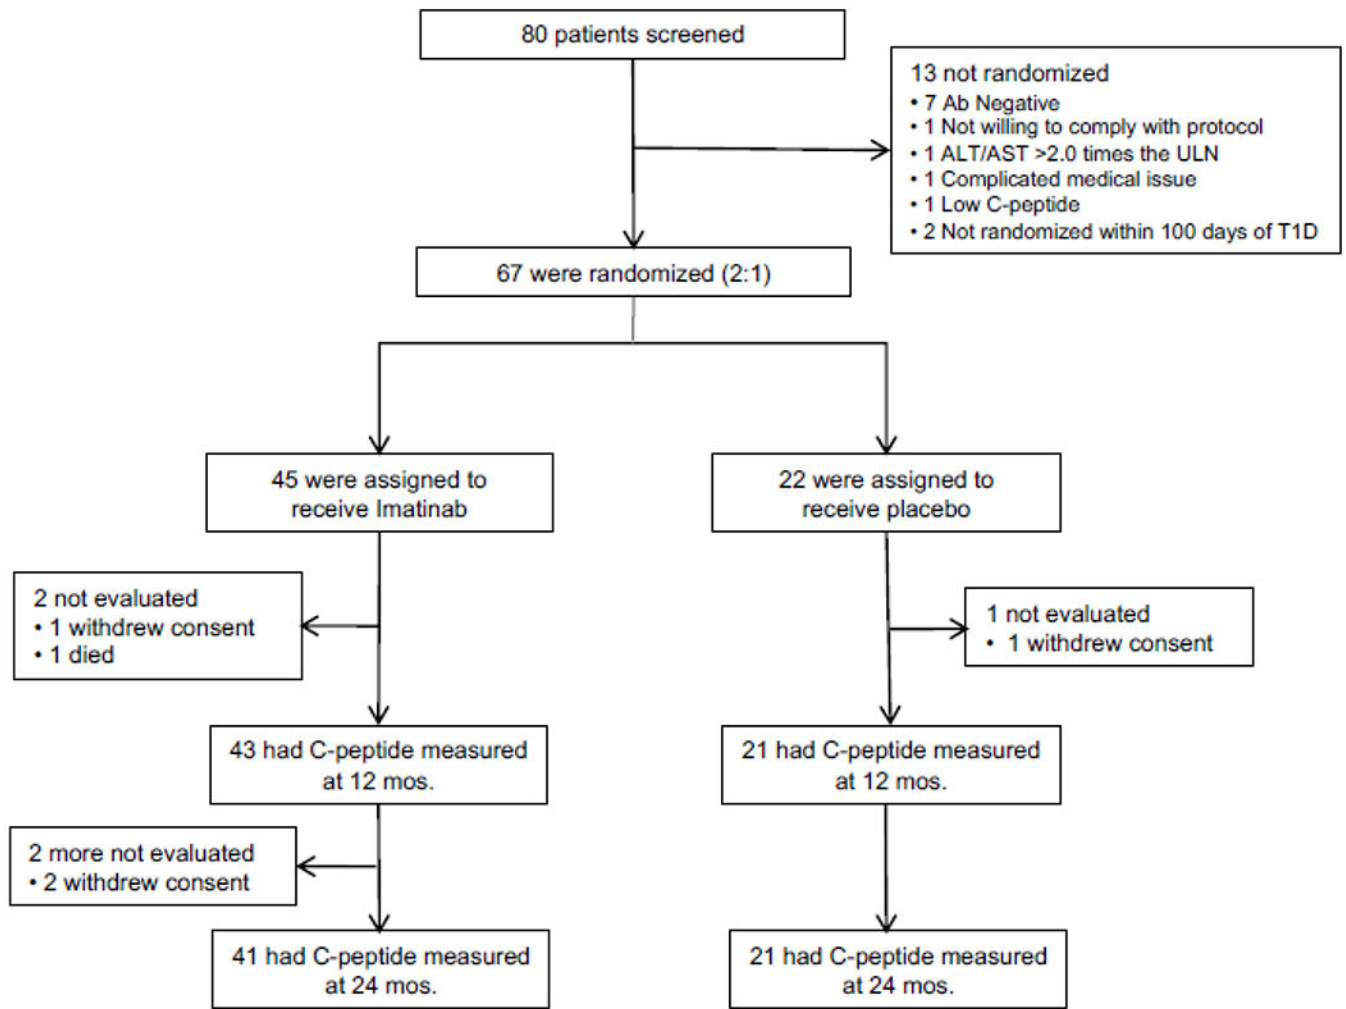 80 patients screened
13 not randomized
• 7 Ab Negative
• 1 Not willing to comply with protocol
• 1 ALT/AST >2.0 times the ULN
• 1 Complicated medical issue
• 1 Low C-peptide
• 2 Not randomized within 100 days of T1D
67 were randomized (2:1)
45 were assigned to
receive Imatinab
22 were assigned to
receive placebo
2 not evaluated
• 1 withdrew consent
• 1 died
1 not evaluated
• 1 withdrew consent
43 had C-peptide measured
at 12 mos.
21 had C-peptide measured
at 12 mos.
2 more not evaluated
• 2 withdrew consent
41 had C-peptide measured
at 24 mos.
21 had C-peptide measured
at 24 mos.